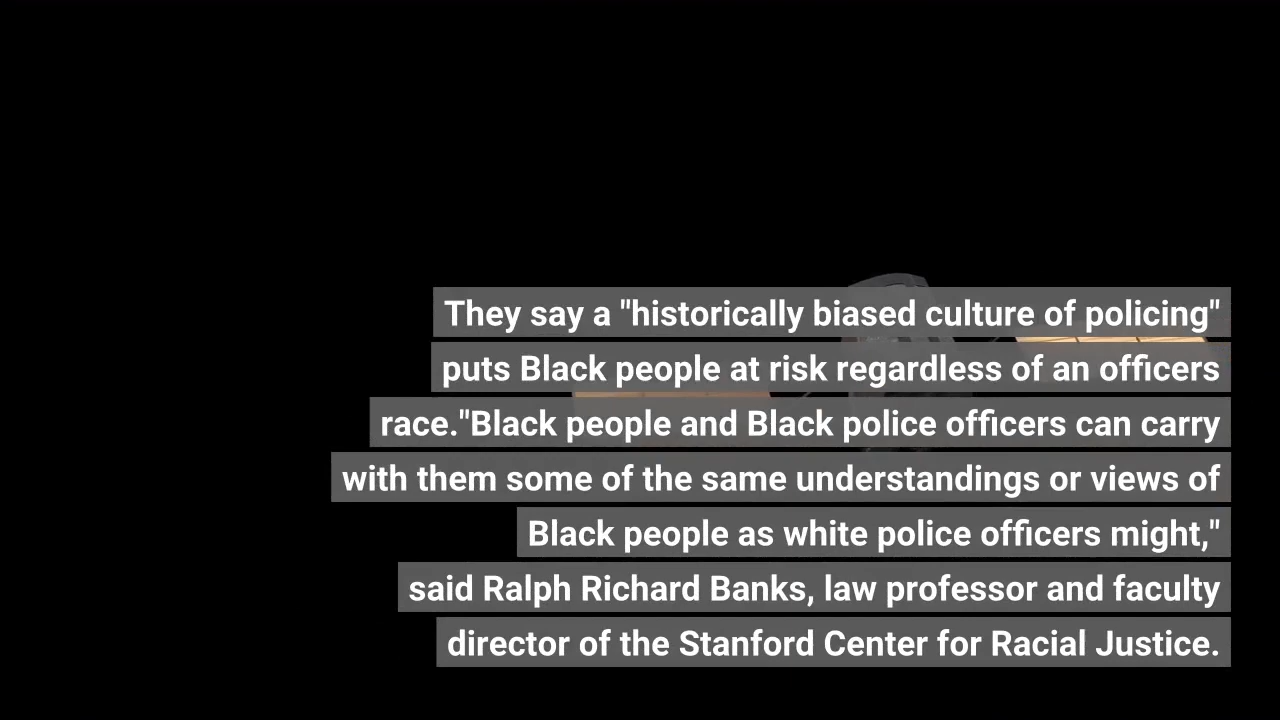 They say a "historically biased culture of policing"
puts Black people at risk regardless of an officers
race."Black people and Black police officers can carry
with them some of the same understandings or views of
Black people as white police officers might,"
said Ralph Richard Banks, law professor and faculty
director of the Stanford Center for Racial Justice.